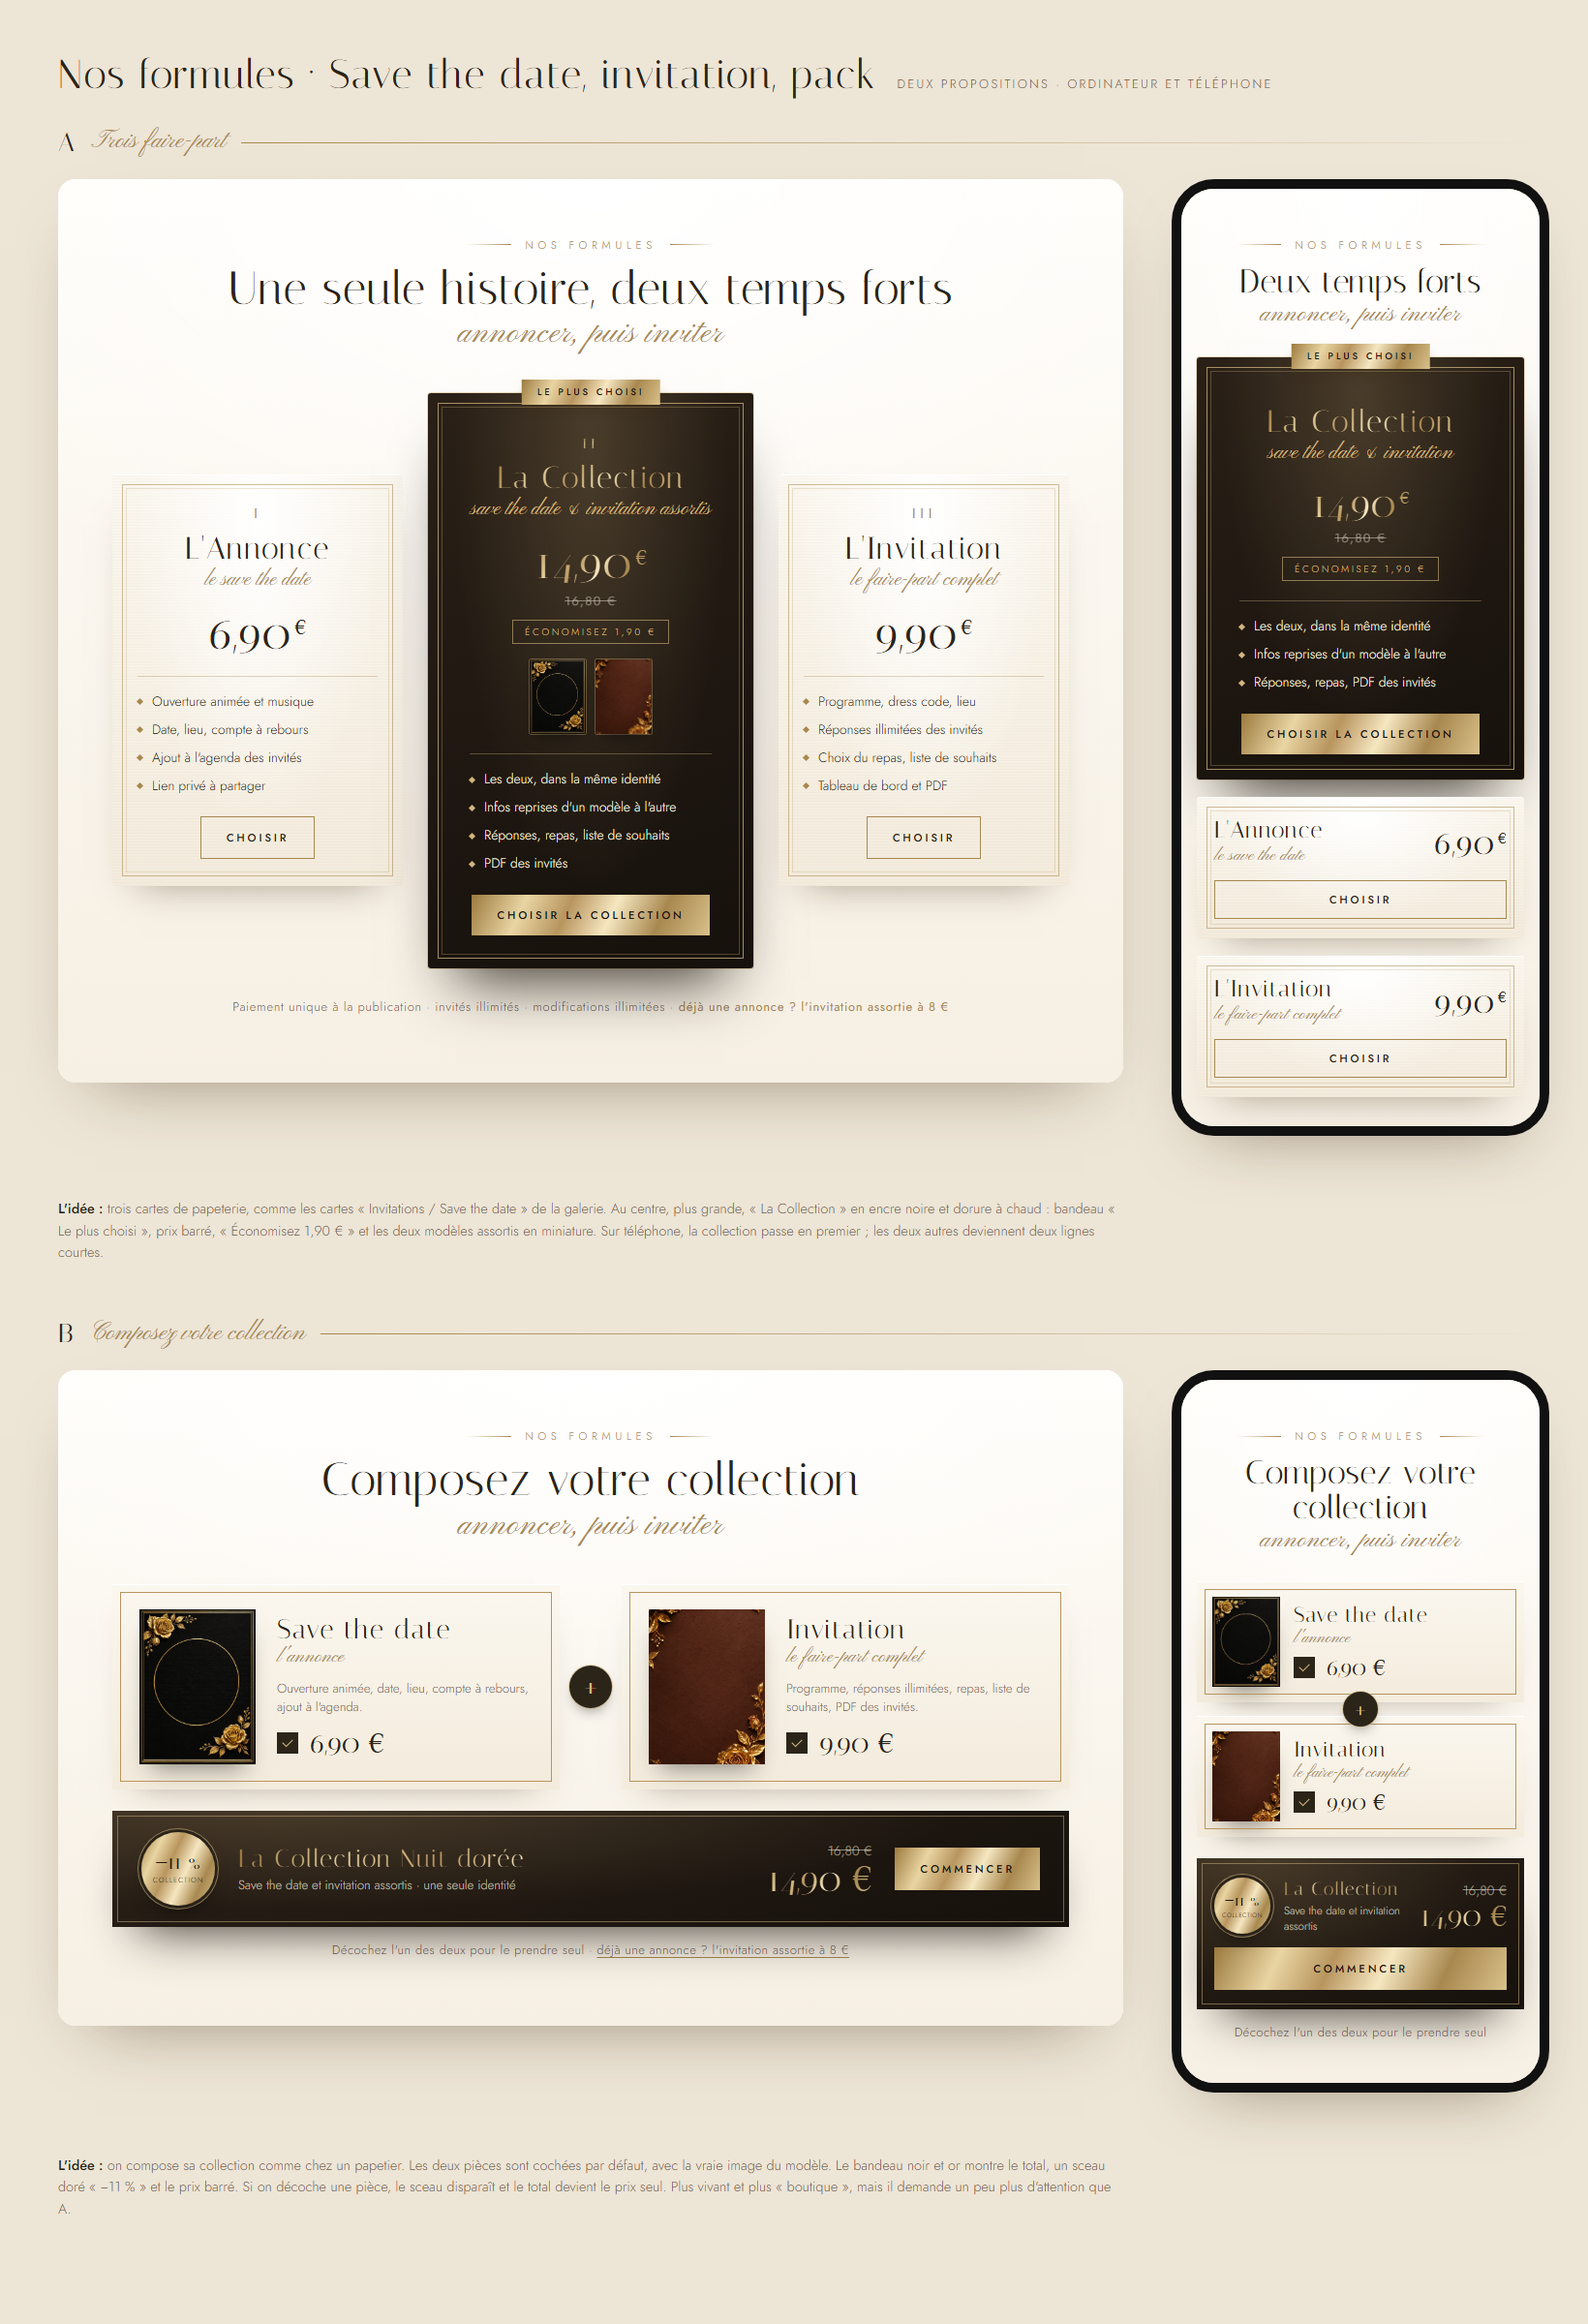 Nos formules · Save the date, invitation, pack
DEUX PROPOSITIONS · ORDINATEUR ET TÉLÉPHONE
A Trois faire-part
NOS FORMULES
Une seule histoire, deux temps forts
annoncer, puis inviter
I
L'Annonce
le save the date
6,90€
Ouverture animée et musique
Date, lieu, compte à rebours
Ajout à l'agenda des invités
Lien privé à partager
CHOISIR
LE PLUS CHOISI
II
La Collection
save the date & invitation assortis
14,90€
16,80 €
ÉCONOMISEZ 1,90 €
Les deux, dans la même identité
Infos reprises d'un modèle à l'autre
Réponses, repas, liste de souhaits
PDF des invités
CHOISIR LA COLLECTION
III
L'Invitation
le faire-part complet
9,90€
Programme, dress code, lieu
Réponses illimitées des invités
Choix du repas, liste de souhaits
Tableau de bord et PDF
CHOISIR
Paiement unique à la publication · invités illimités · modifications illimitées · déjà une annonce ? l'invitation assortie à 8 €
NOS FORMULES
Deux temps forts
annoncer, puis inviter
LE PLUS CHOISI
La Collection
save the date & invitation
14,90€
16,80 €
ÉCONOMISEZ 1,90 €
Les deux, dans la même identité
Infos reprises d'un modèle à l'autre
Réponses, repas, PDF des invités
CHOISIR LA COLLECTION
L'Annonce
le save the date
6,90€
CHOISIR
L'Invitation
le faire-part complet
9,90€
CHOISIR
L'idée : trois cartes de papeterie, comme les cartes « Invitations / Save the date » de la galerie. Au centre, plus grande, « La Collection » en encre noire et dorure à chaud : bandeau «
Le plus choisi », prix barré, « Économisez 1,90 € » et les deux modèles assortis en miniature. Sur téléphone, la collection passe en premier ; les deux autres deviennent deux lignes
courtes.
B Composez votre collection
NOS FORMULES
Composez votre collection
annoncer, puis inviter
Save the date
l'annonce
Ouverture animée, date, lieu, compte à rebours,
ajout à l'agenda.
6,90 €
+
Invitation
le faire-part complet
Programme, réponses illimitées, repas, liste de
souhaits, PDF des invités.
9,90 €
−11 %
COLLECTION
La Collection Nuit dorée
Save the date et invitation assortis · une seule identité
16,80 €
14,90 €
COMMENCER
Décochez l'un des deux pour le prendre seul · déjà une annonce ? l'invitation assortie à 8 €
NOS FORMULES
Composez votre
collection
annoncer, puis inviter
Save the date
l'annonce
6,90 €
+
Invitation
le faire-part complet
9,90 €
−11 %
COLLECTION
La Collection
Save the date et invitation
assortis
16,80 €
14,90 €
COMMENCER
Décochez l'un des deux pour le prendre seul
L'idée : on compose sa collection comme chez un papetier. Les deux pièces sont cochées par défaut, avec la vraie image du modèle. Le bandeau noir et or montre le total, un sceau
doré « −11 % » et le prix barré. Si on décoche une pièce, le sceau disparaît et le total devient le prix seul. Plus vivant et plus « boutique », mais il demande un peu plus d'attention que
A.